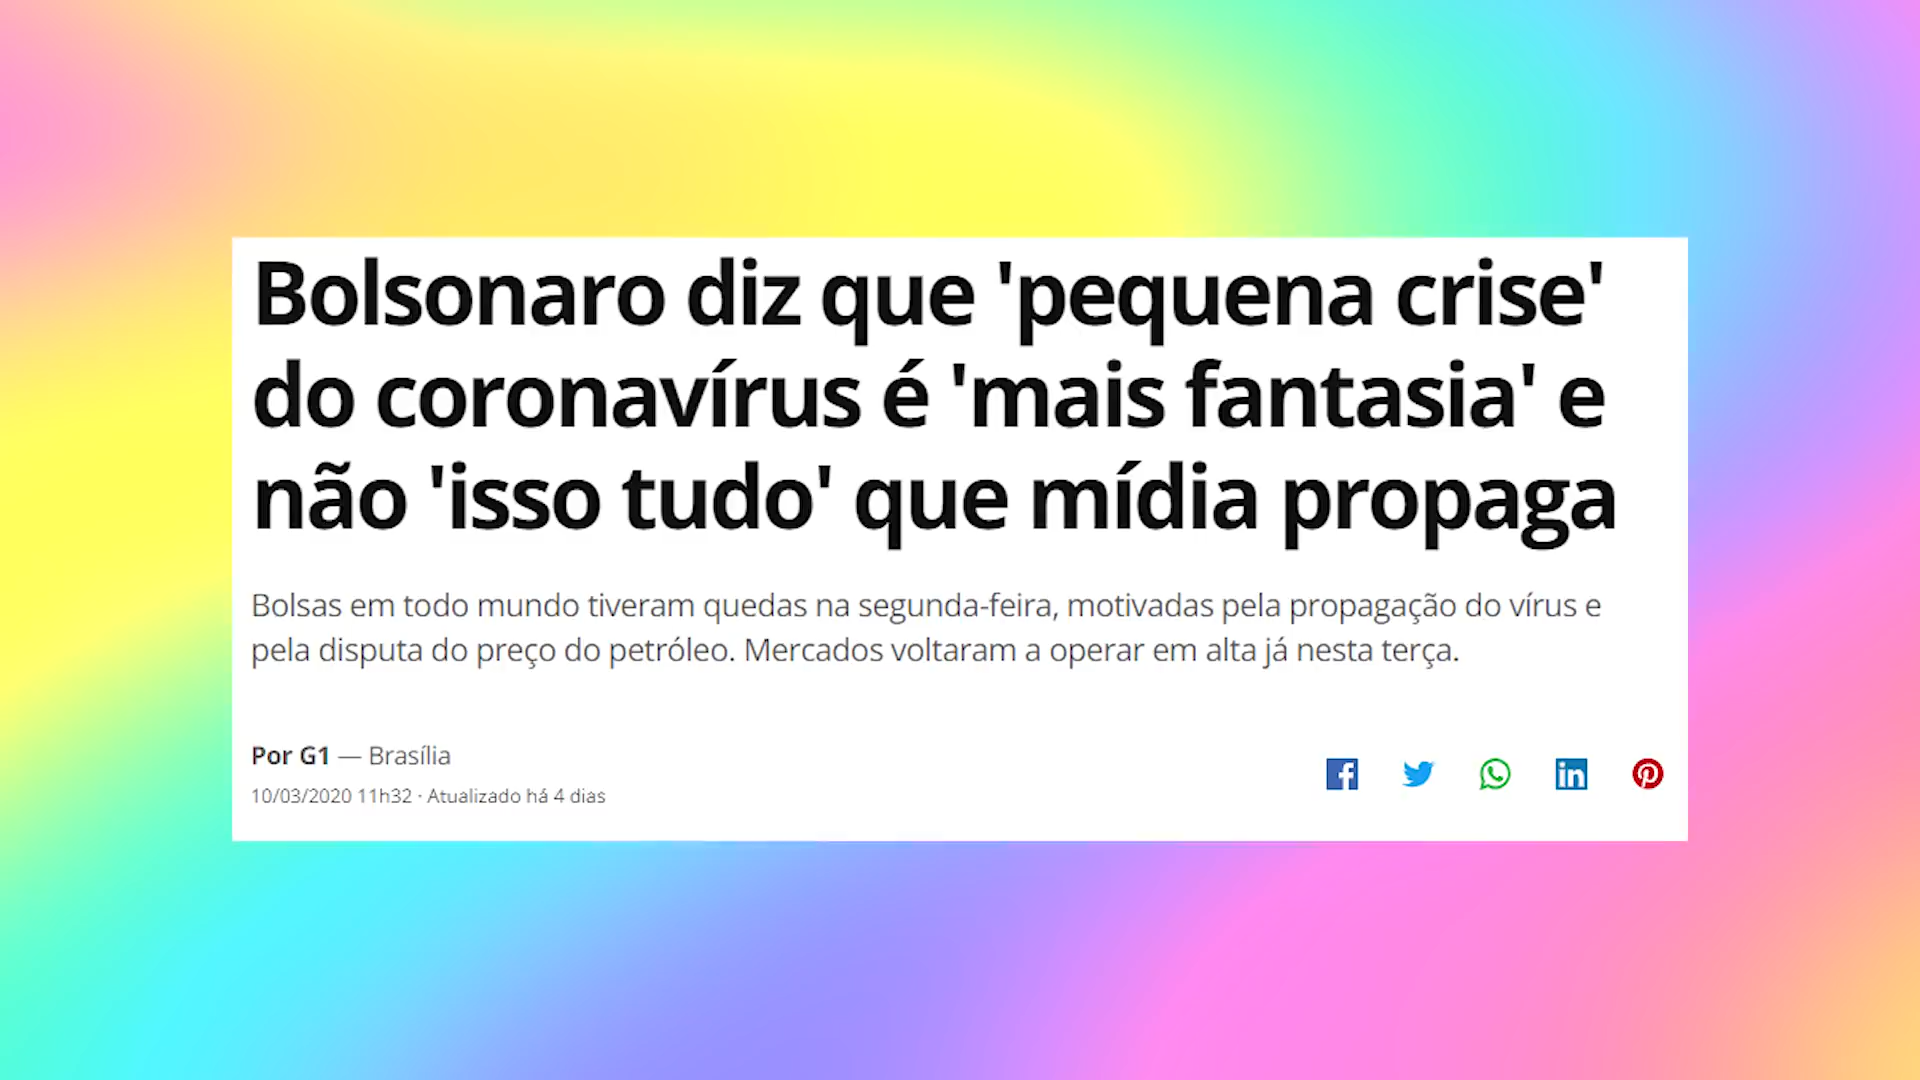 Bolsonaro diz que 'pequena crise'
do coronavírus é 'mais fantasia' e
não 'isso tudo' que mídia propaga
Bolsas em todo mundo tiveram quedas na segunda-feira, motivadas pela propagação do vírus e
pela disputa do preço do petróleo. Mercados voltaram a operar em alta já nesta terça.
Por G1 — Brasília
10/03/2020 11h32 · Atualizado há 4 dias